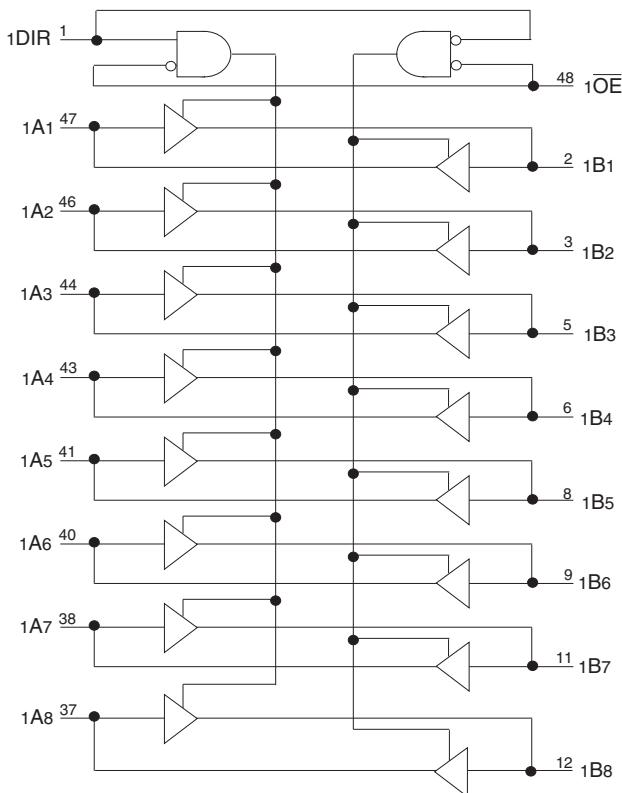 1DIR 1
48 1O̅E̅
1A1 47
2 1B1
1A2 46
3 1B2
1A3 44
5 1B3
1A4 43
6 1B4
1A5 41
8 1B5
1A6 40
9 1B6
1A7 38
11 1B7
1A8 37
12 1B8